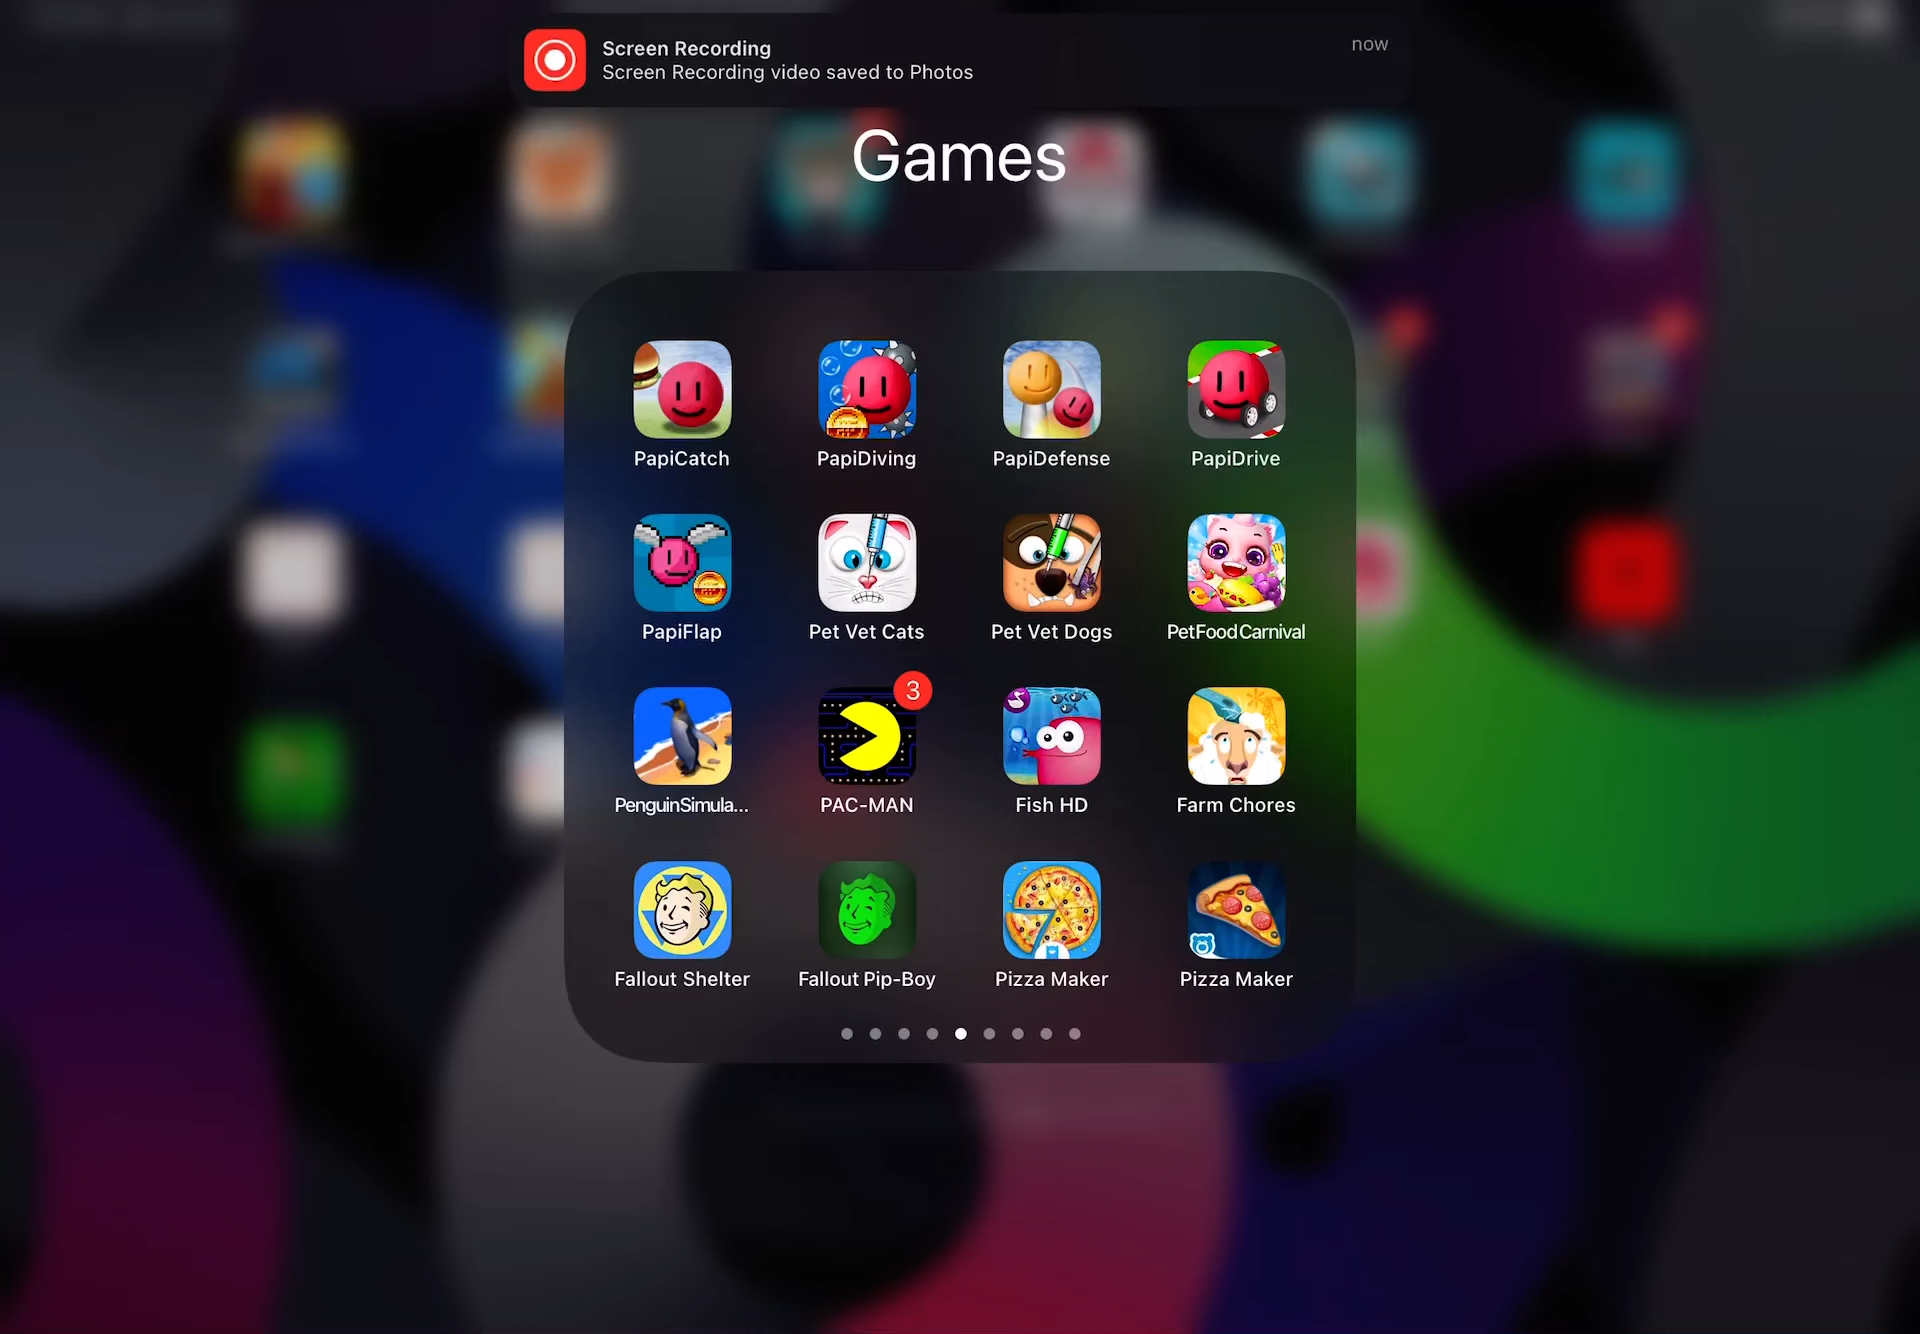 Screen Recording
now
Screen Recording video saved to Photos
Games
PapiCatch
PapiDiving
PapiDefense
PapiDrive
PapiFlap
Pet Vet Cats
Pet Vet Dogs
PetFoodCarnival
3
PenguinSimula...
PAC-MAN
Fish HD
Farm Chores
Fallout Shelter
Fallout Pip-Boy
Pizza Maker
Pizza Maker